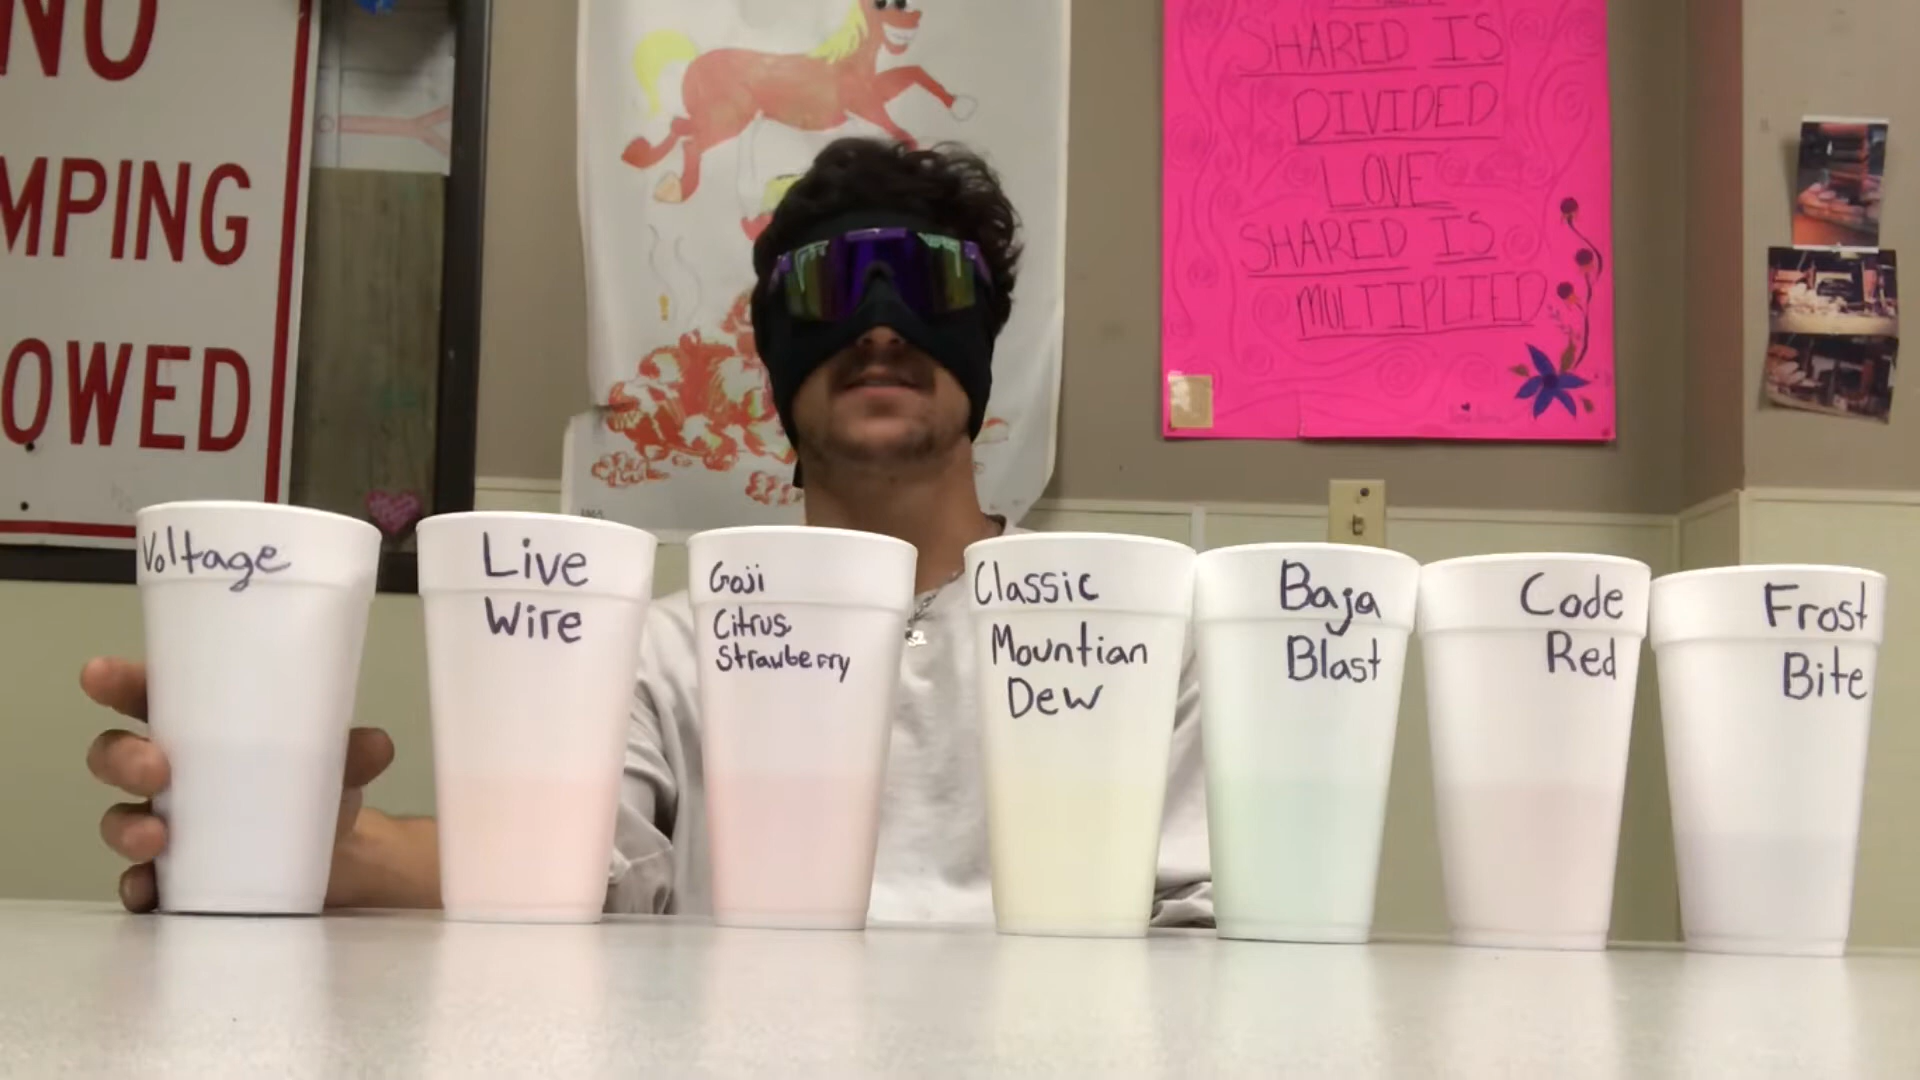 NO
MPING
OWED
SHARED IS
DIVIDED
LOVE
SHARED IS
MULTIPLIED
Voltage
Live
Wire
Goji
Citrus
Strawberry
Classic
Mountian
Dew
Baja
Blast
Code
Red
Frost
Bite